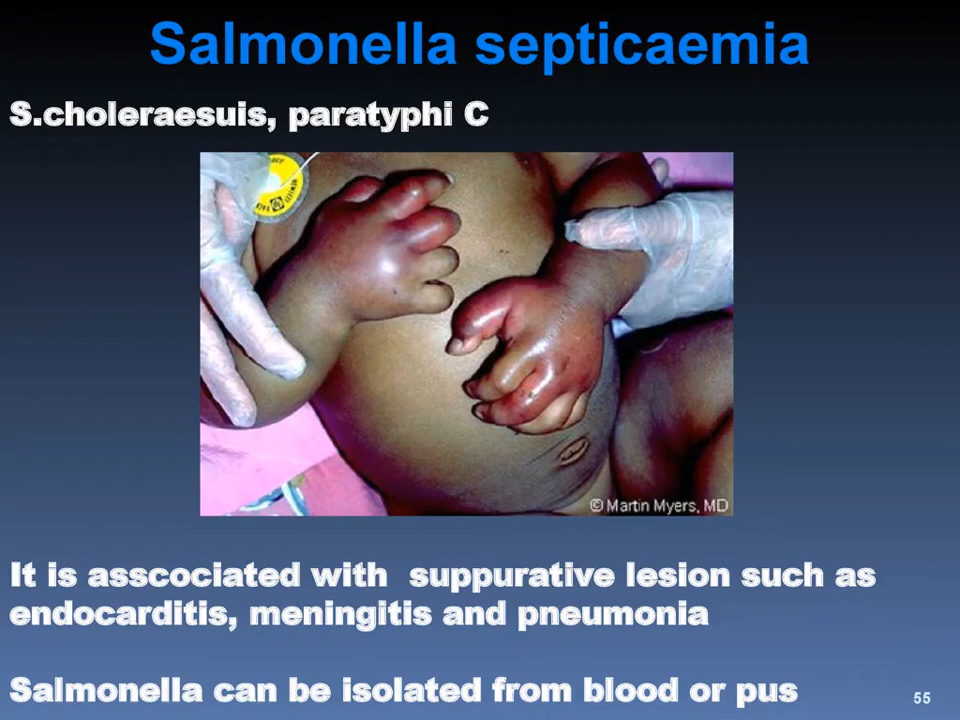 Salmonella septicaemia
S.choleraesuis, paratyphi C
© Martin Myers, MD
It is asscociated with suppurative lesion such as
endocarditis, meningitis and pneumonia
Salmonella can be isolated from blood or pus
55